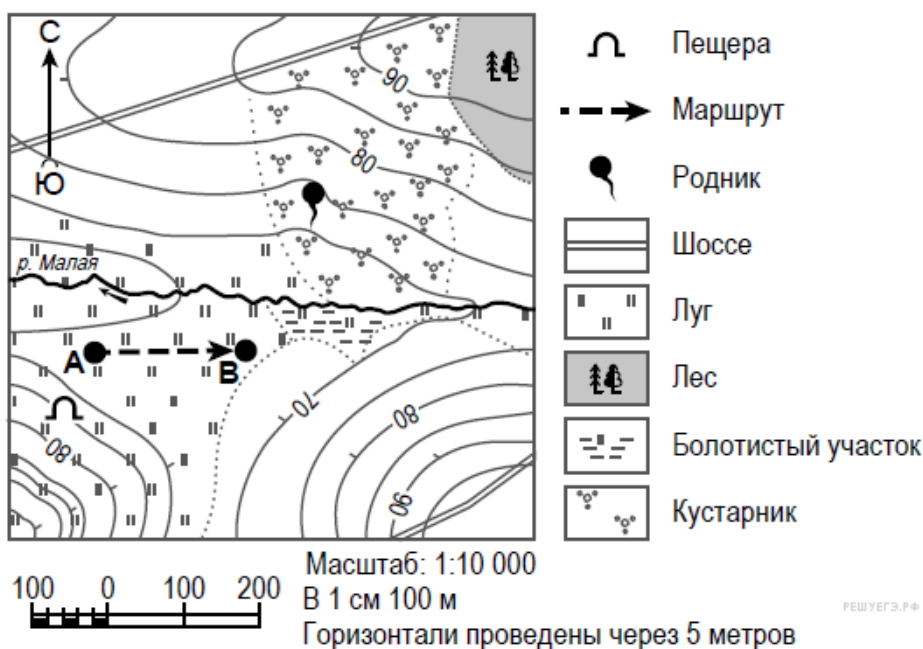 С
Ю
90
80
р. Малая
А
В
70
80
80
90
Пещера
Маршрут
Родник
Шоссе
Луг
Лес
Болотистый участок
Кустарник
100 0 100 200
Масштаб: 1:10 000
В 1 см 100 м
Горизонтали проведены через 5 метров
РЕШУЕГЭ.РФ